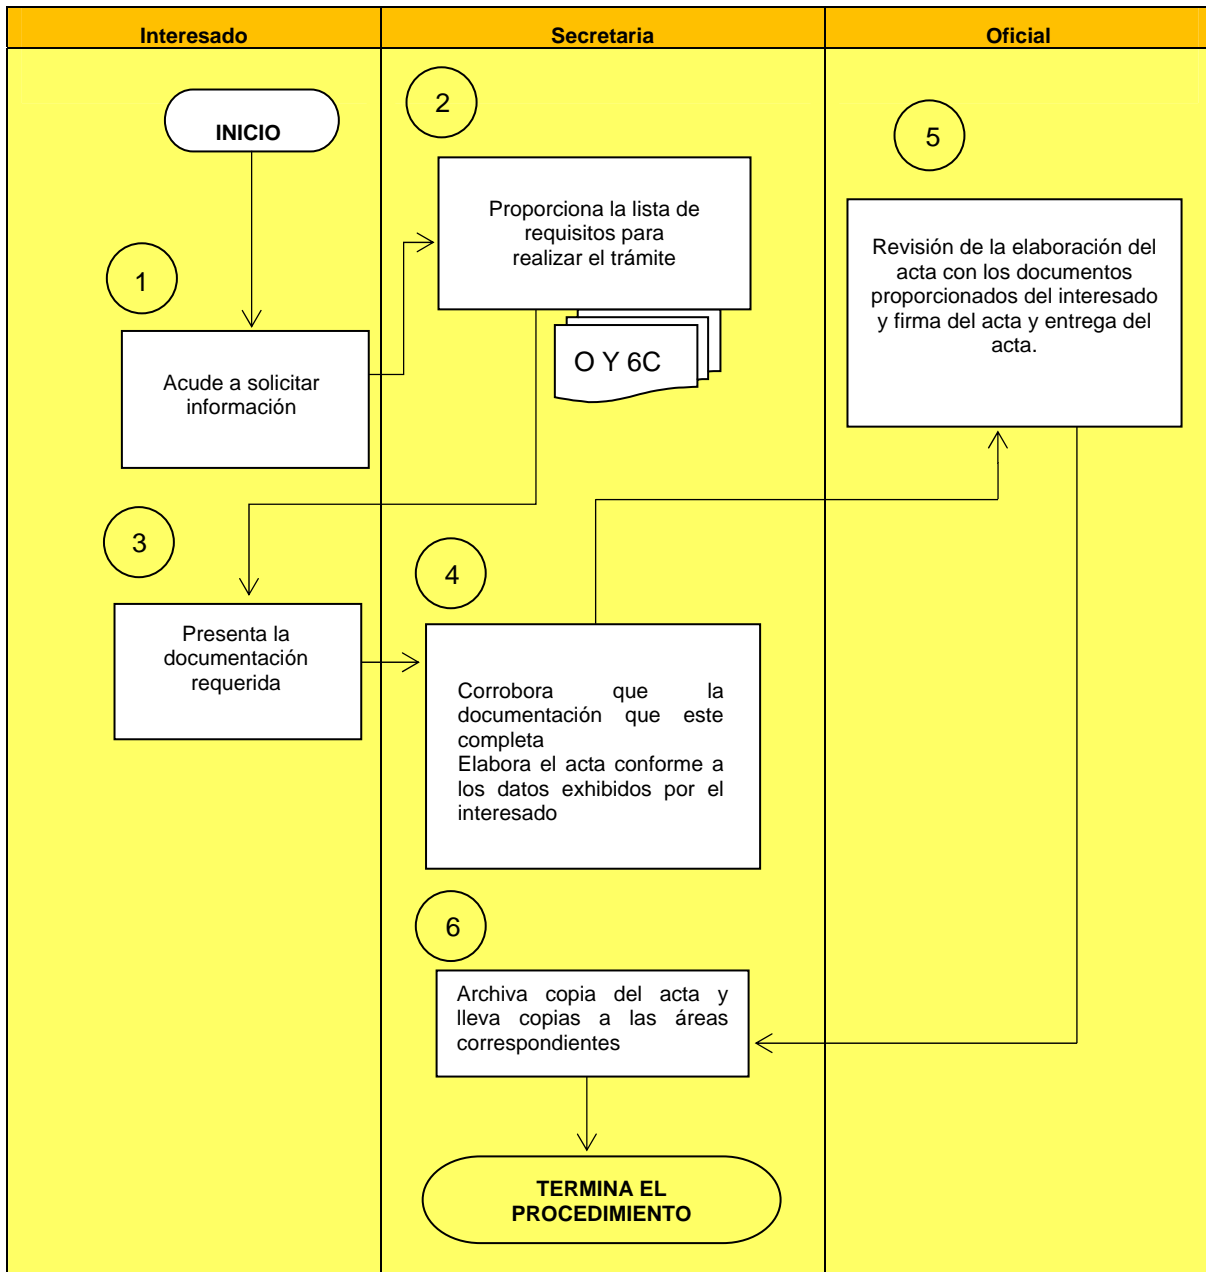 Interesado
Secretaria
Oficial
INICIO
1
Acude a solicitar
información
2
Proporciona la lista de
requisitos para
realizar el trámite
O Y 6C
3
Presenta la
documentación
requerida
4
Corrobora que la
documentación que este
completa
Elabora el acta conforme a
los datos exhibidos por el
interesado
5
Revisión de la elaboración del
acta con los documentos
proporcionados del interesado
y firma del acta y entrega del
acta.
6
Archiva copia del acta y
lleva copias a las áreas
correspondientes
TERMINA EL
PROCEDIMIENTO